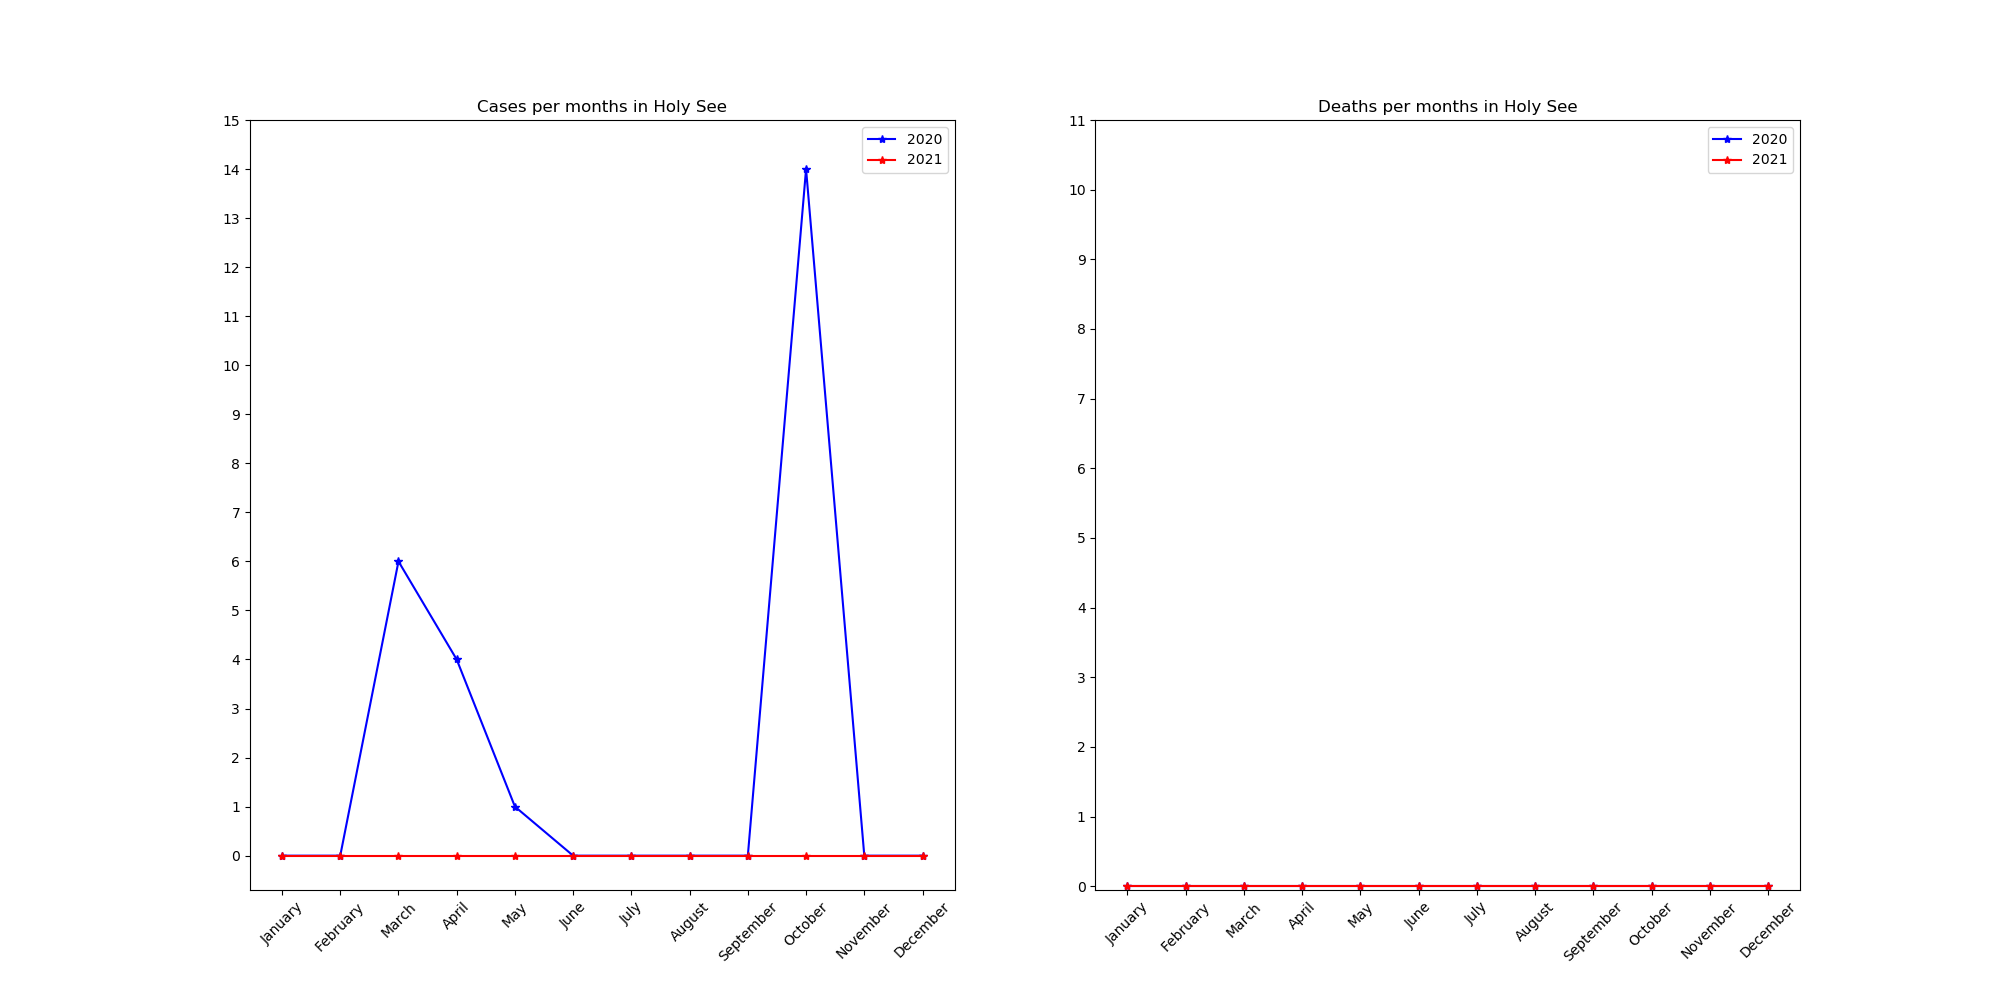 Cases per months in Holy See
15
14
13
12
11
10
9
8
7
6
5
4
3
2
1
0
2020
2021
January
February
March
April
May
June
July
August
September
October
November
December
Deaths per months in Holy See
11
10
9
8
7
6
5
4
3
2
1
0
2020
2021
January
February
March
April
May
June
July
August
September
October
November
December